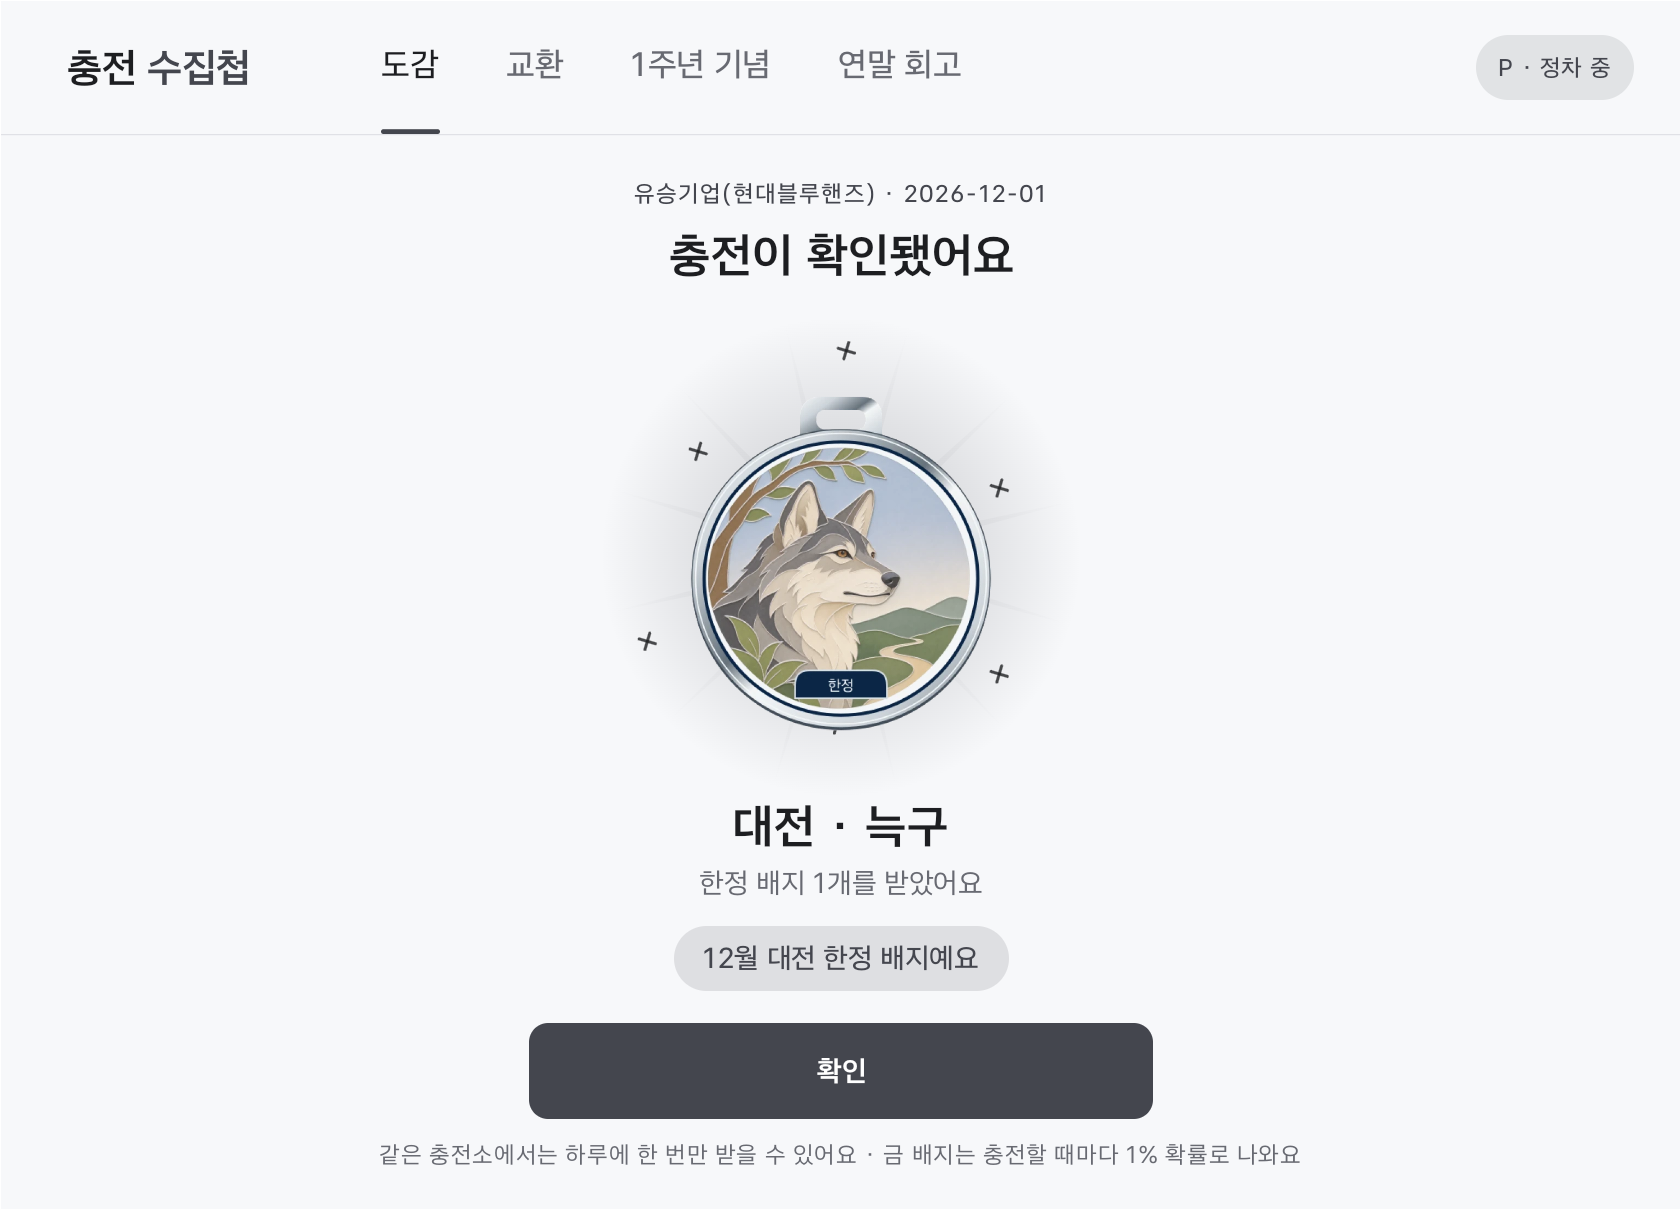 충전 수집첩
도감
교환
1주년 기념
연말 회고
P · 정차 중
유승기업(현대블루핸즈) · 2026-12-01
충전이 확인됐어요
한정
대전 · 늑구
한정 배지 1개를 받았어요
12월 대전 한정 배지예요
확인
같은 충전소에서는 하루에 한 번만 받을 수 있어요 · 금 배지는 충전할 때마다 1% 확률로 나와요